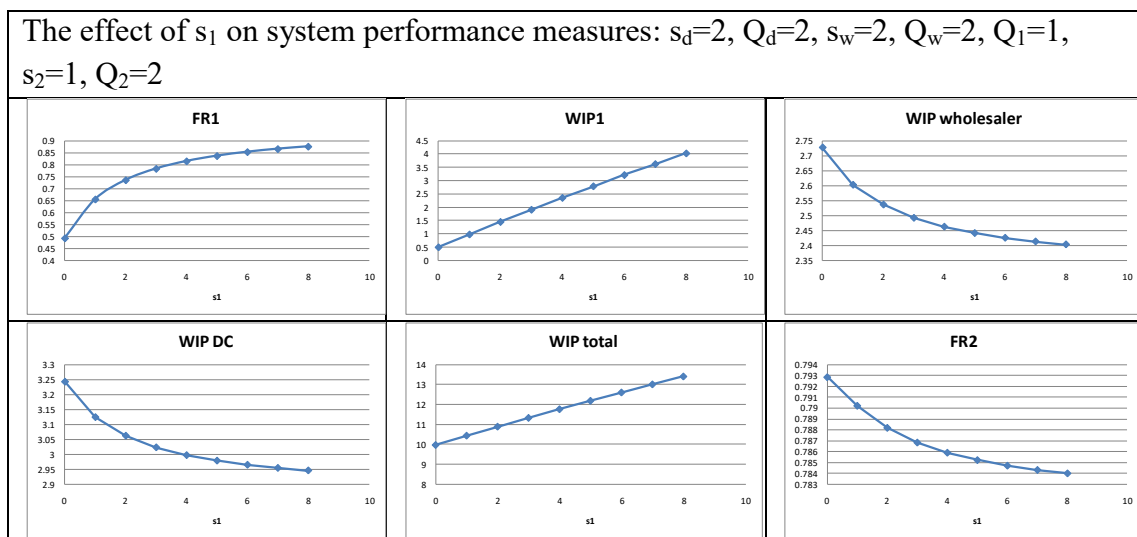 The effect of s1 on system performance measures: sd=2, Qd=2, sw=2, Qw=2, Q1=1,
s2=1, Q2=2
FR1
0.9
0.85
0.8
0.75
0.7
0.65
0.6
0.55
0.5
0.45
0.4
0 2 4 6 8 10
s1
WIP1
4.5
4
3.5
3
2.5
2
1.5
1
0.5
0
0 2 4 6 8 10
s1
WIP wholesaler
2.75
2.7
2.65
2.6
2.55
2.5
2.45
2.4
2.35
0 2 4 6 8 10
s1
WIP DC
3.3
3.25
3.2
3.15
3.1
3.05
3
2.95
2.9
0 2 4 6 8 10
s1
WIP total
14
13
12
11
10
9
8
0 2 4 6 8 10
s1
FR2
0.794
0.793
0.792
0.791
0.79
0.789
0.788
0.787
0.786
0.785
0.784
0.783
0 2 4 6 8 10
s1